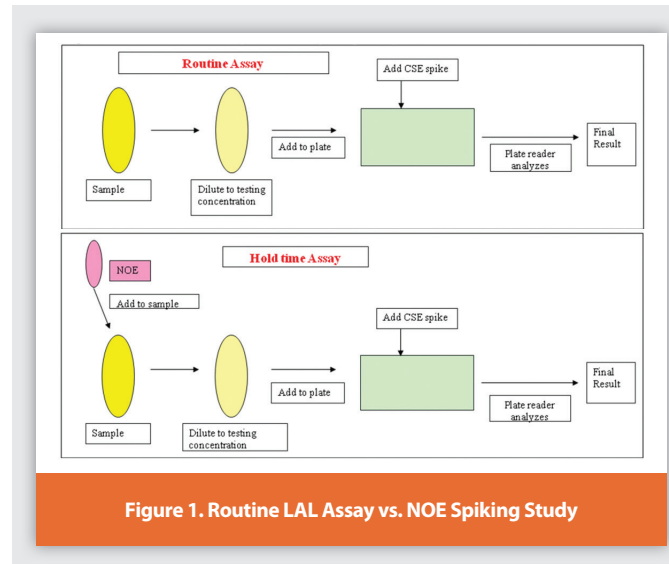 Routine Assay
Add CSE spike
Add to plate
Sample
Dilute to testing
concentration
Plate reader
analyzes
Final
Result
Hold time Assay
NOE
Add to sample
Add CSE spike
Add to plate
Sample
Dilute to testing
concentration
Plate reader
analyzes
Final
Result
Figure 1. Routine LAL Assay vs. NOE Spiking Study